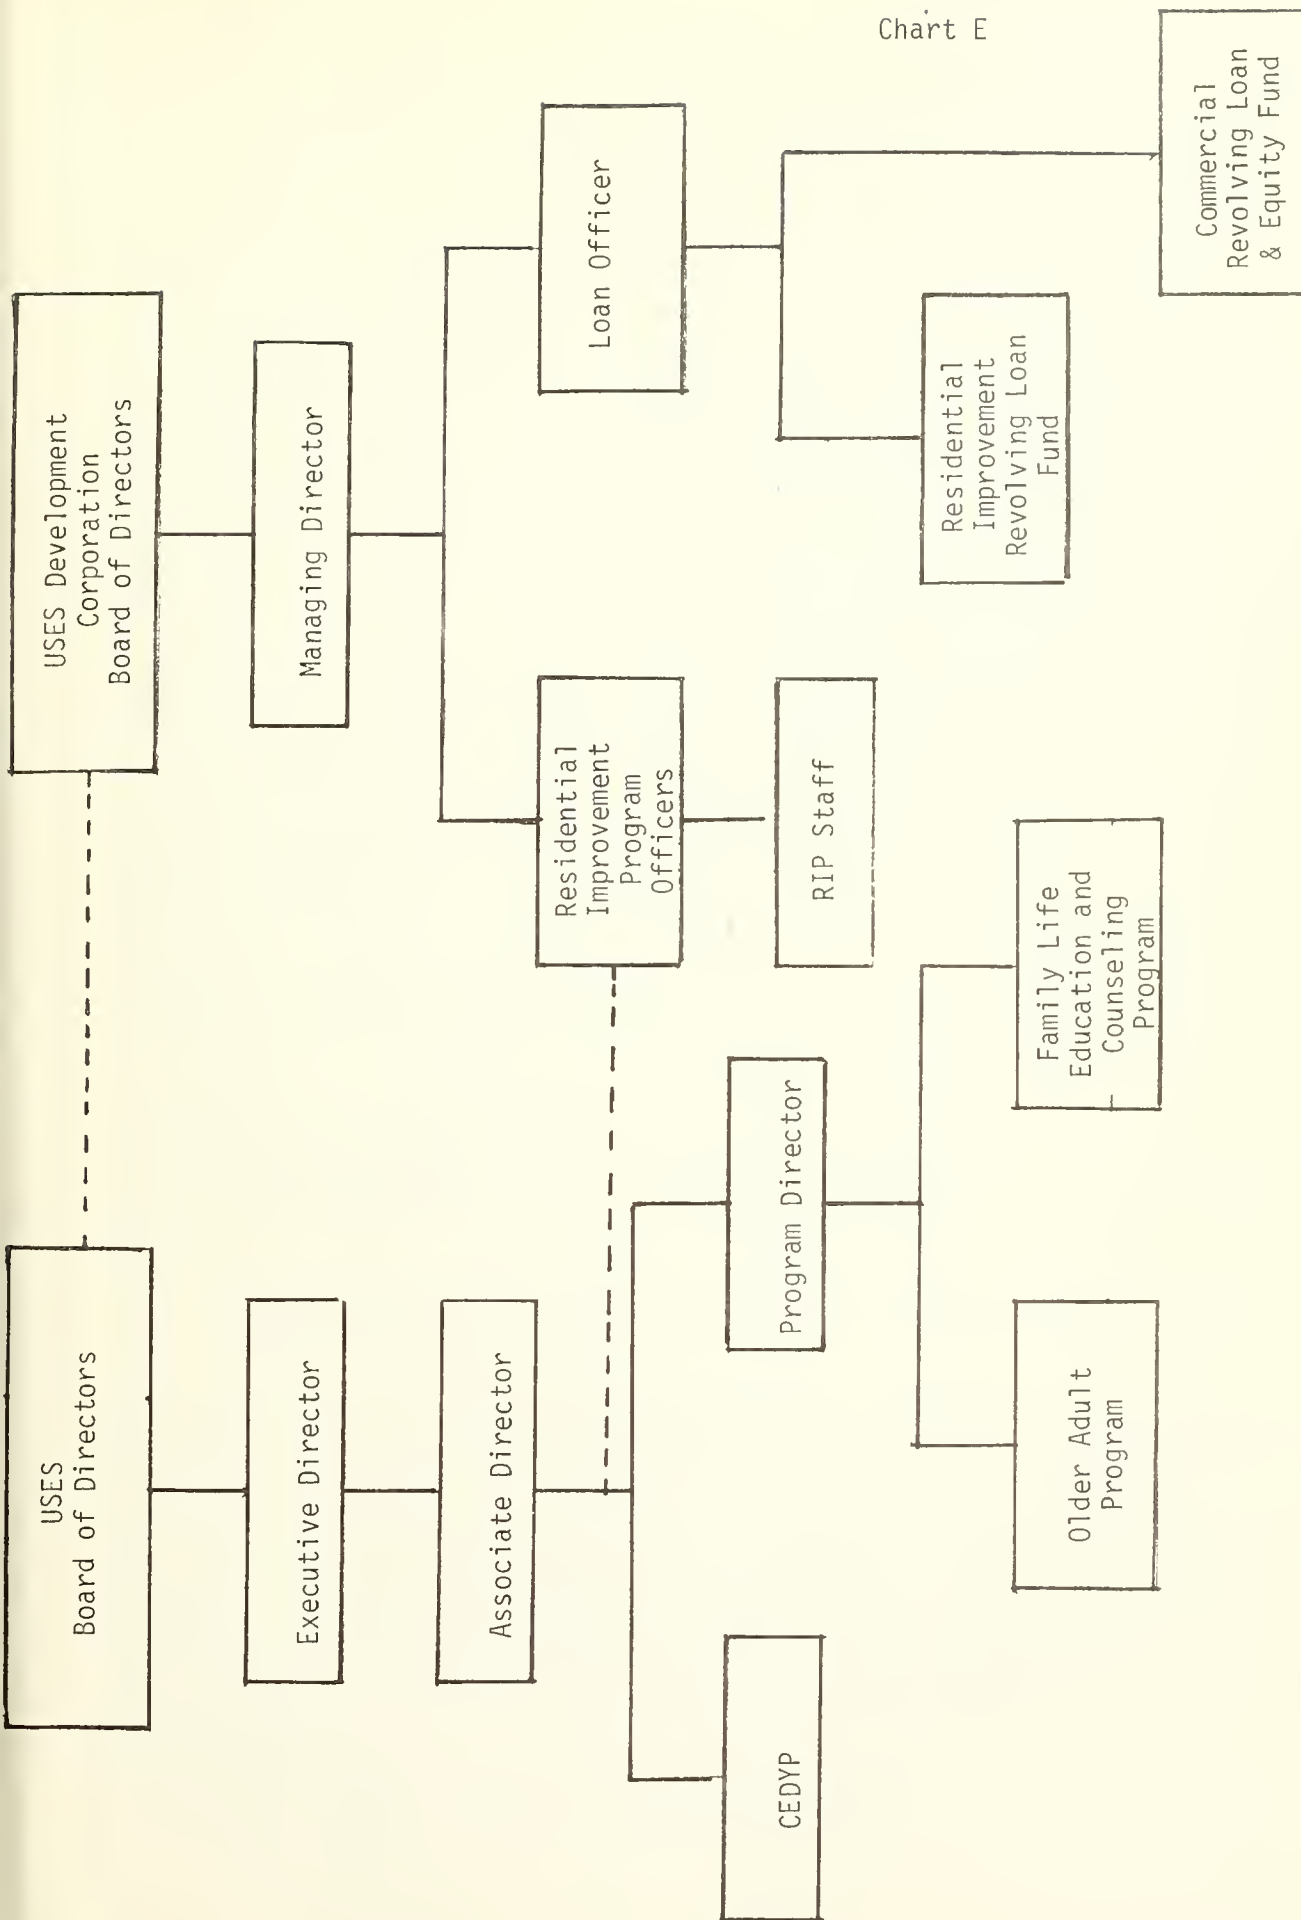 Chart E
USES
Board of Directors
USES Development
Corporation
Board of Directors
Executive Director
Managing Director
Associate Director
Residential
Improvement
Program
Officers
Loan Officer
CEDYP
Program Director
RIP Staff
Older Adult
Program
Family Life
Education and
Counseling
Program
Residential
Improvement
Revolving Loan
Fund
Commercial
Revolving Loan
& Equity Fund